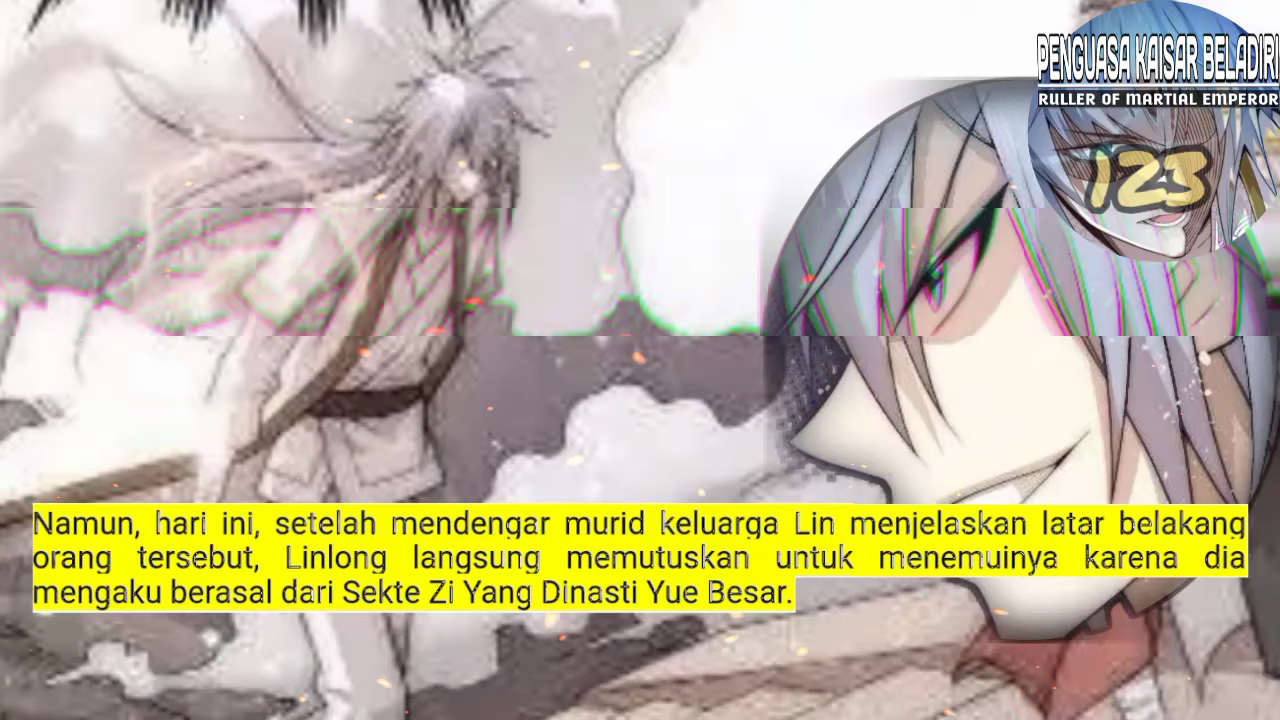 PENGUASA KAISAR BELADIRI
RULLER OF MARTIAL EMPEROR
123
Namun, hari ini, setelah mendengar murid keluarga Lin menjelaskan latar belakang
orang tersebut, Linlong langsung memutuskan untuk menemuinya karena dia
mengaku berasal dari Sekte Zi Yang Dinasti Yue Besar.